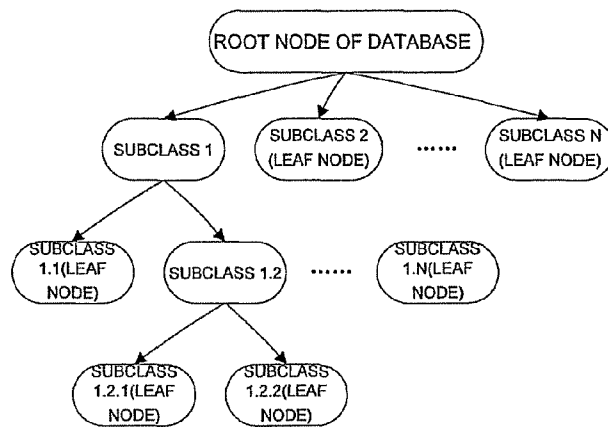 ROOT NODE OF DATABASE
SUBCLASS 1
SUBCLASS 2
(LEAF NODE)
......
SUBCLASS N
(LEAF NODE)
SUBCLASS
1.1(LEAF
NODE)
SUBCLASS 1.2
......
SUBCLASS
1.N(LEAF
NODE)
SUBCLASS
1.2.1(LEAF
NODE)
SUBCLASS
1.2.2(LEAF
NODE)